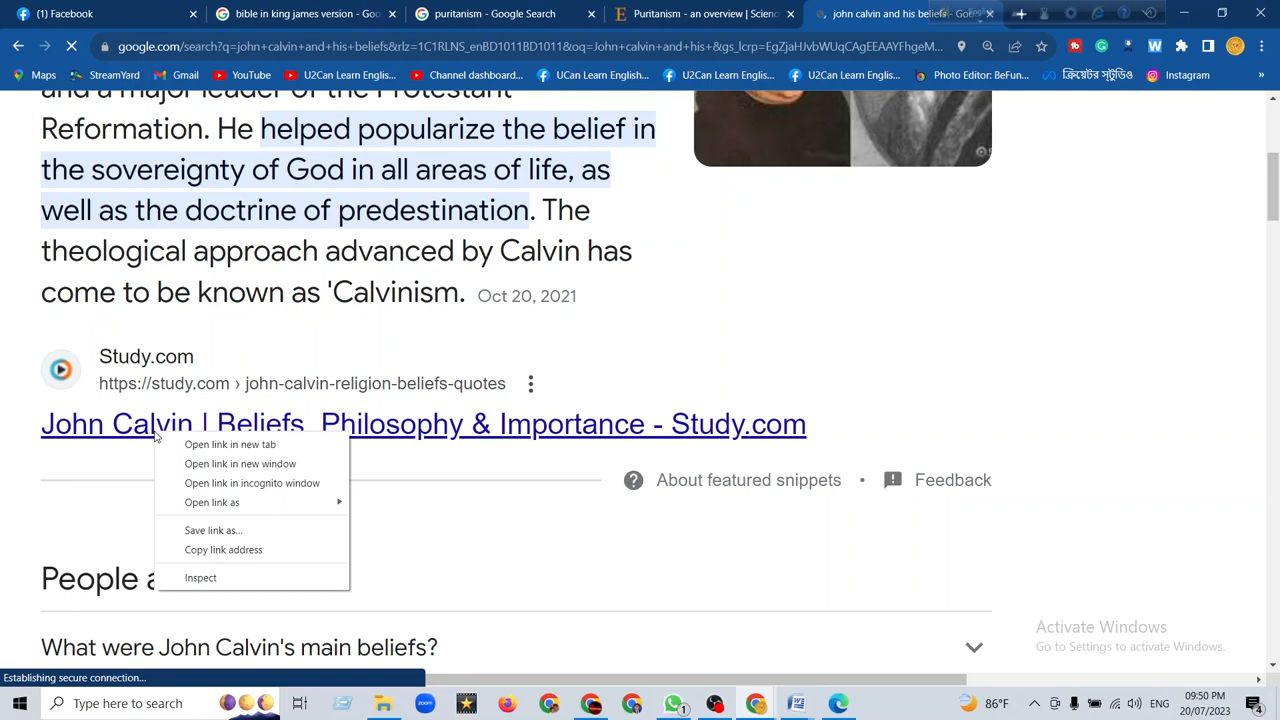 (1) Facebook
bible in king james version - Go
puritanism - Google Search
Puritanism - an overview | Scienc
john calvin and his beliefs - Goo
google.com/search?q=john+calvin+and+his+beliefs&rlz=1C1RLNS_enBD1011BD1011&oq=John+calvin+and+his+&gs_lcrp=EgZjaHJvbWUqCAgEEAAYFhgeM...
Maps
StreamYard
Gmail
YouTube
U2Can Learn Englis...
Channel dashboard...
UCan Learn English...
U2Can Learn Englis...
U2Can Learn Englis...
Photo Editor: BeFun...
ক্রিয়েটর স্টুডিও
Instagram
»
and a major leader of the Protestant
Reformation. He helped popularize the belief in
the sovereignty of God in all areas of life, as
well as the doctrine of predestination. The
theological approach advanced by Calvin has
come to be known as 'Calvinism. Oct 20, 2021
Study.com
https://study.com › john-calvin-religion-beliefs-quotes
John Calvin | Beliefs, Philosophy & Importance - Study.com
Open link in new tab
Open link in new window
Open link in incognito window
Open link as
Save link as...
Copy link address
Inspect
About featured snippets • Feedback
People a
What were John Calvin's main beliefs?
Activate Windows
Go to Settings to activate Windows.
Establishing secure connection...
Type here to search
zoom
1
86°F
ENG
09:50 PM
20/07/2023
4